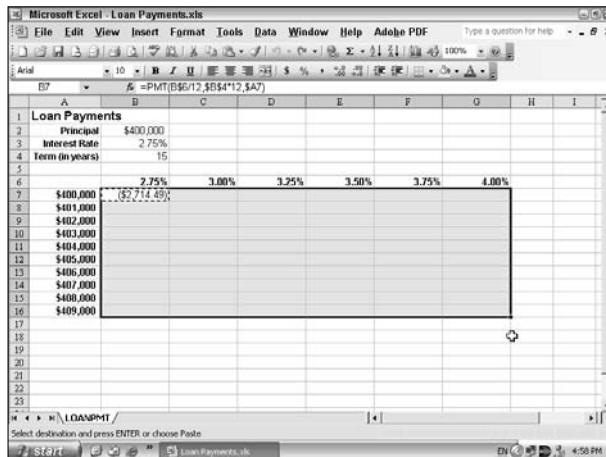 Microsoft Excel - Loan Payments.xls
File Edit View Insert Format Tools Data Window Help Adobe PDF Type a question for help
100%
Arial 10 B I U $ % ,
B7 fx =PMT(B$6/12,$B$4*12,$A7)
A B C D E F G H I
1 Loan Payments
2 Principal $400,000
3 Interest Rate 2.75%
4 Term (in years) 15
5
6 2.75% 3.00% 3.25% 3.50% 3.75% 4.00%
7 $400,000 ($2,714.49)
8 $401,000
9 $402,000
10 $403,000
11 $404,000
12 $405,000
13 $406,000
14 $407,000
15 $408,000
16 $409,000
17
18
19
20
21
22
23
LOANPMT
Select destination and press ENTER or choose Paste
start Loan Payments.xls EN 4:58 PM